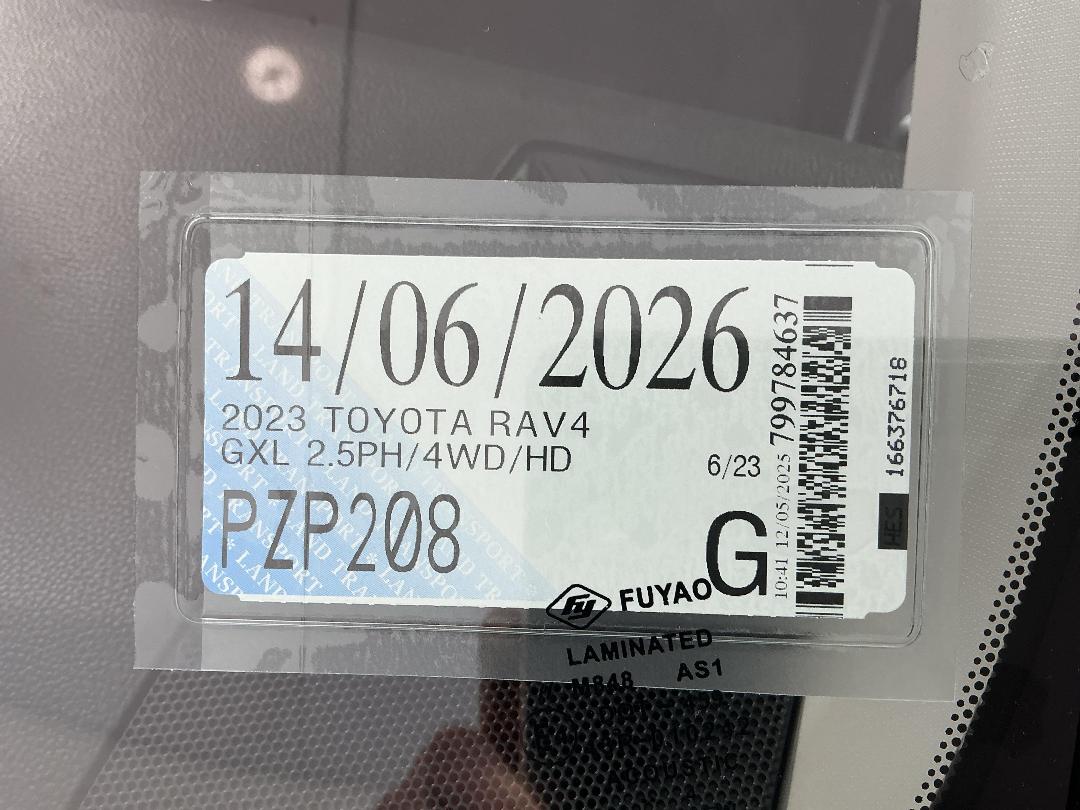 14/06/2026
2023 TOYOTA RAV4
GXL 2.5PH/4WD/HD
6/23
PZP208
G
10:41 12/05/2025 799784637
166376718
HES
FUYAO
LAMINATED
M848 AS1
ACOUSTIC